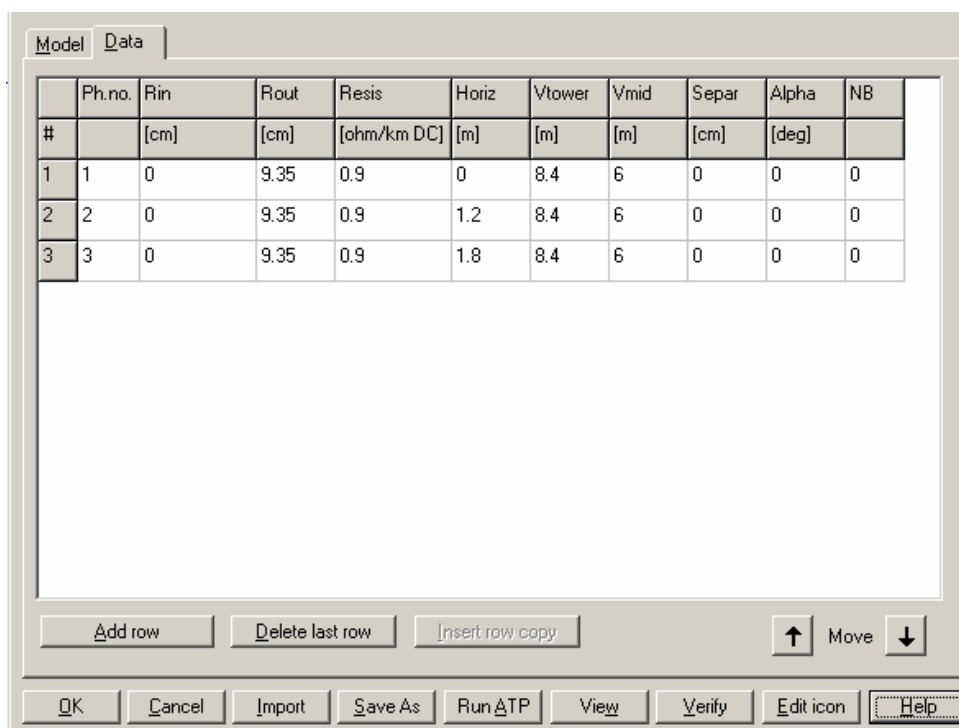 Model Data
Ph.no. Rin Rout Resis Horiz Vtower Vmid Separ Alpha NB
# [cm] [cm] [ohm/km DC] [m] [m] [m] [cm] [deg]
1 1 0 9.35 0.9 0 8.4 6 0 0 0
2 2 0 9.35 0.9 1.2 8.4 6 0 0 0
3 3 0 9.35 0.9 1.8 8.4 6 0 0 0
Add row Delete last row Insert row copy Move
OK Cancel Import Save As Run ATP View Verify Edit icon Help